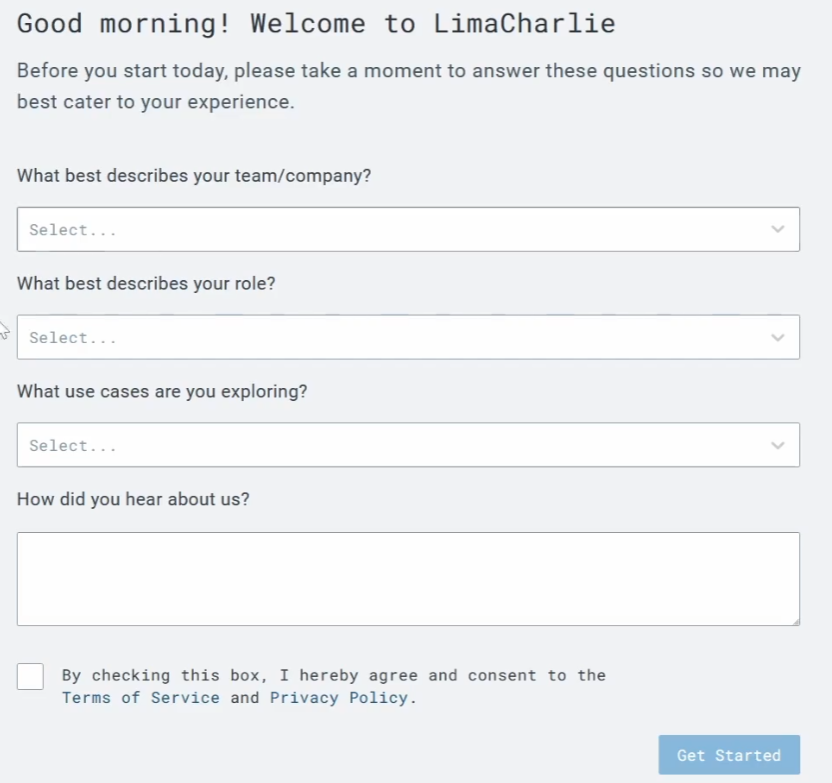 Good morning! Welcome to LimaCharlie
Before you start today, please take a moment to answer these questions so we may
best cater to your experience.
What best describes your team/company?
Select...
What best describes your role?
Select...
What use cases are you exploring?
Select...
How did you hear about us?
By checking this box, I hereby agree and consent to the
Terms of Service and Privacy Policy.
Get Started